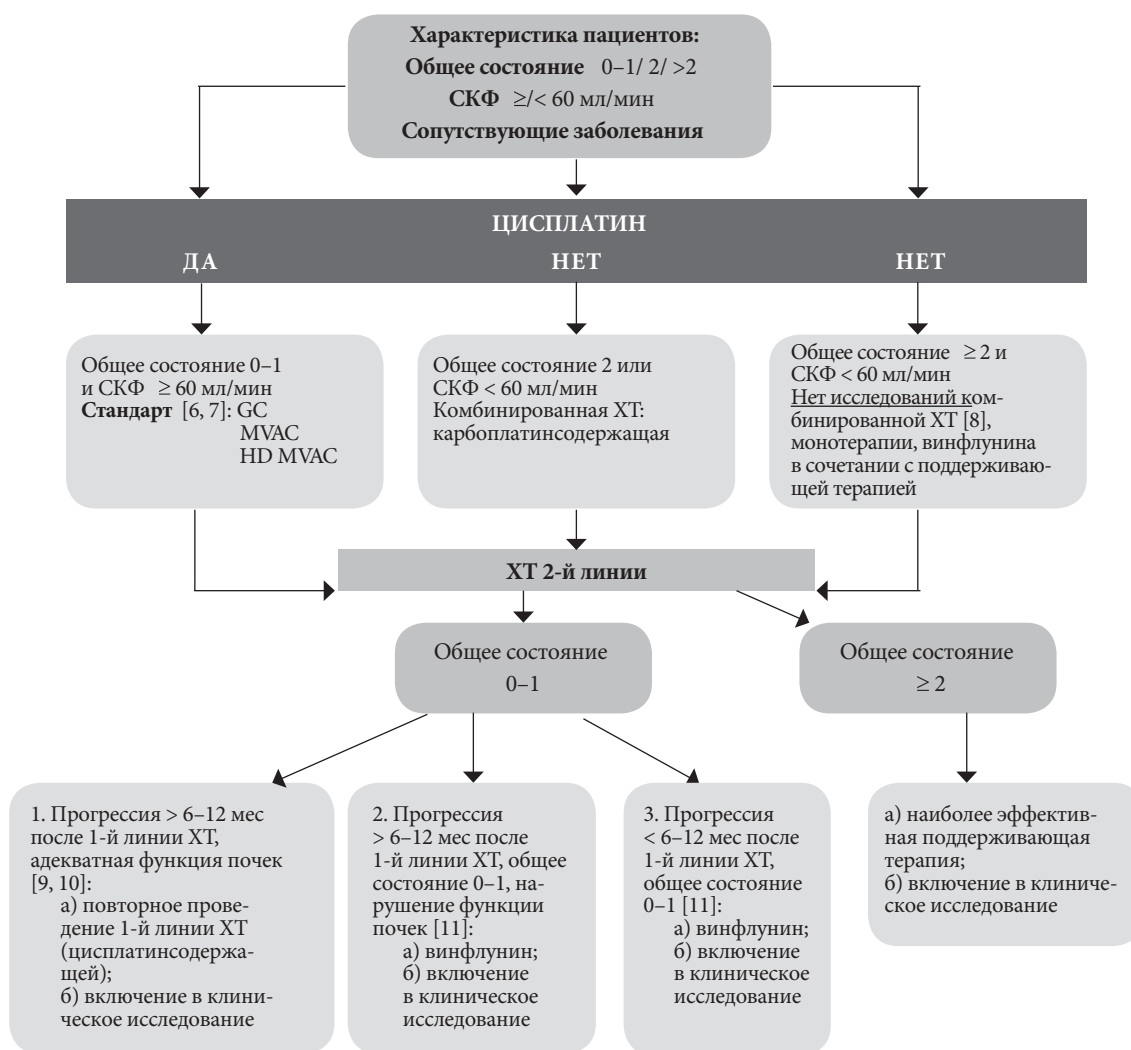 Характеристика пациентов:
Общее состояние 0–1/ 2/ >2
СКФ ≥/< 60 мл/мин
Сопутствующие заболевания
ЦИСПЛАТИН
ДА
НЕТ
НЕТ
Общее состояние 0–1
и СКФ ≥ 60 мл/мин
Стандарт [6, 7]: GC
MVAC
HD MVAC
Общее состояние 2 или
СКФ < 60 мл/мин
Комбинированная ХТ:
карбоплатинсодержащая
Общее состояние ≥ 2 и
СКФ < 60 мл/мин
Нет исследований ком-
бинированной ХТ [8],
монотерапии, винфлунина
в сочетании с поддерживаю-
щей терапией
ХТ 2-й линии
Общее состояние
0–1
Общее состояние
≥ 2
1. Прогрессия > 6–12 мес
после 1-й линии ХТ,
адекватная функция почек
[9, 10]:
а) повторное прове-
дение 1-й линии ХТ
(цисплатинсодержа-
щей);
б) включение в клини-
ческое исследование
2. Прогрессия
> 6–12 мес после
1-й линии ХТ, общее
состояние 0–1, на-
рушение функции
почек [11]:
а) винфлунин;
б) включение
в клиническое
исследование
3. Прогрессия
< 6–12 мес после
1-й линии ХТ,
общее состояние
0–1 [11]:
а) винфлунин;
б) включение
в клиническое
исследование
а) наиболее эффектив-
ная поддерживающая
терапия;
б) включение в клиниче-
ское исследование